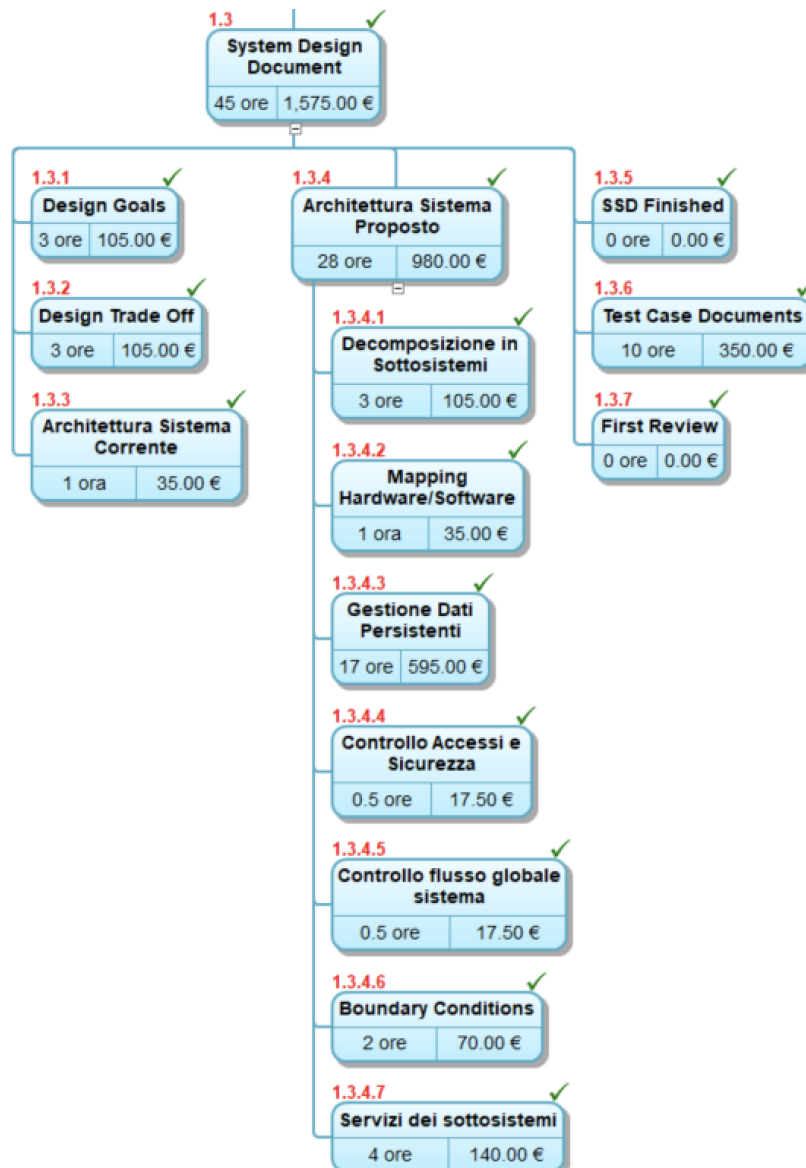 1.3
System Design
Document
45 ore 1,575.00 €
1.3.1
Design Goals
3 ore 105.00 €
1.3.2
Design Trade Off
3 ore 105.00 €
1.3.3
Architettura Sistema
Corrente
1 ora 35.00 €
1.3.4
Architettura Sistema
Proposto
28 ore 980.00 €
1.3.4.1
Decomposizione in
Sottosistemi
3 ore 105.00 €
1.3.4.2
Mapping
Hardware/Software
1 ora 35.00 €
1.3.4.3
Gestione Dati
Persistenti
17 ore 595.00 €
1.3.4.4
Controllo Accessi e
Sicurezza
0.5 ore 17.50 €
1.3.4.5
Controllo flusso globale
sistema
0.5 ore 17.50 €
1.3.4.6
Boundary Conditions
2 ore 70.00 €
1.3.4.7
Servizi dei sottosistemi
4 ore 140.00 €
1.3.5
SSD Finished
0 ore 0.00 €
1.3.6
Test Case Documents
10 ore 350.00 €
1.3.7
First Review
0 ore 0.00 €